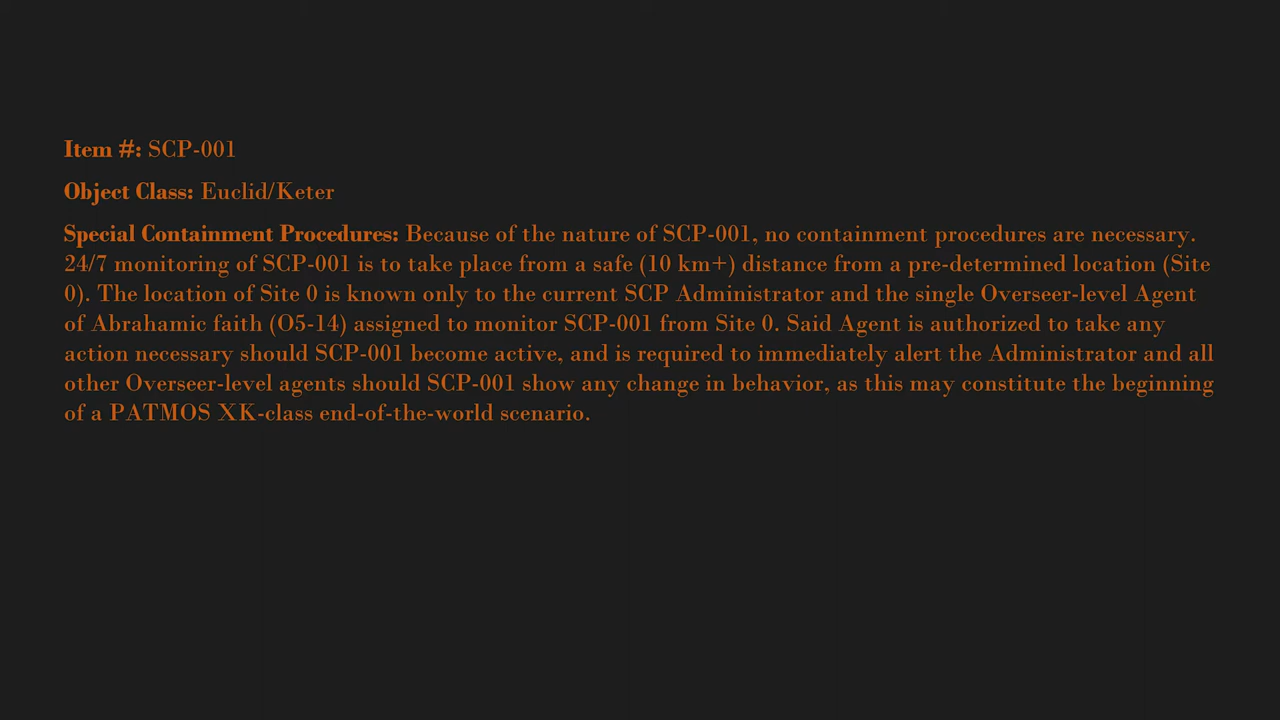 Item #: SCP-001
Object Class: Euclid/Keter
Special Containment Procedures: Because of the nature of SCP-001, no containment procedures are necessary.
24/7 monitoring of SCP-001 is to take place from a safe (10 km+) distance from a pre-determined location (Site
0). The location of Site 0 is known only to the current SCP Administrator and the single Overseer-level Agent
of Abrahamic faith (O5-14) assigned to monitor SCP-001 from Site 0. Said Agent is authorized to take any
action necessary should SCP-001 become active, and is required to immediately alert the Administrator and all
other Overseer-level agents should SCP-001 show any change in behavior, as this may constitute the beginning
of a PATMOS XK-class end-of-the-world scenario.